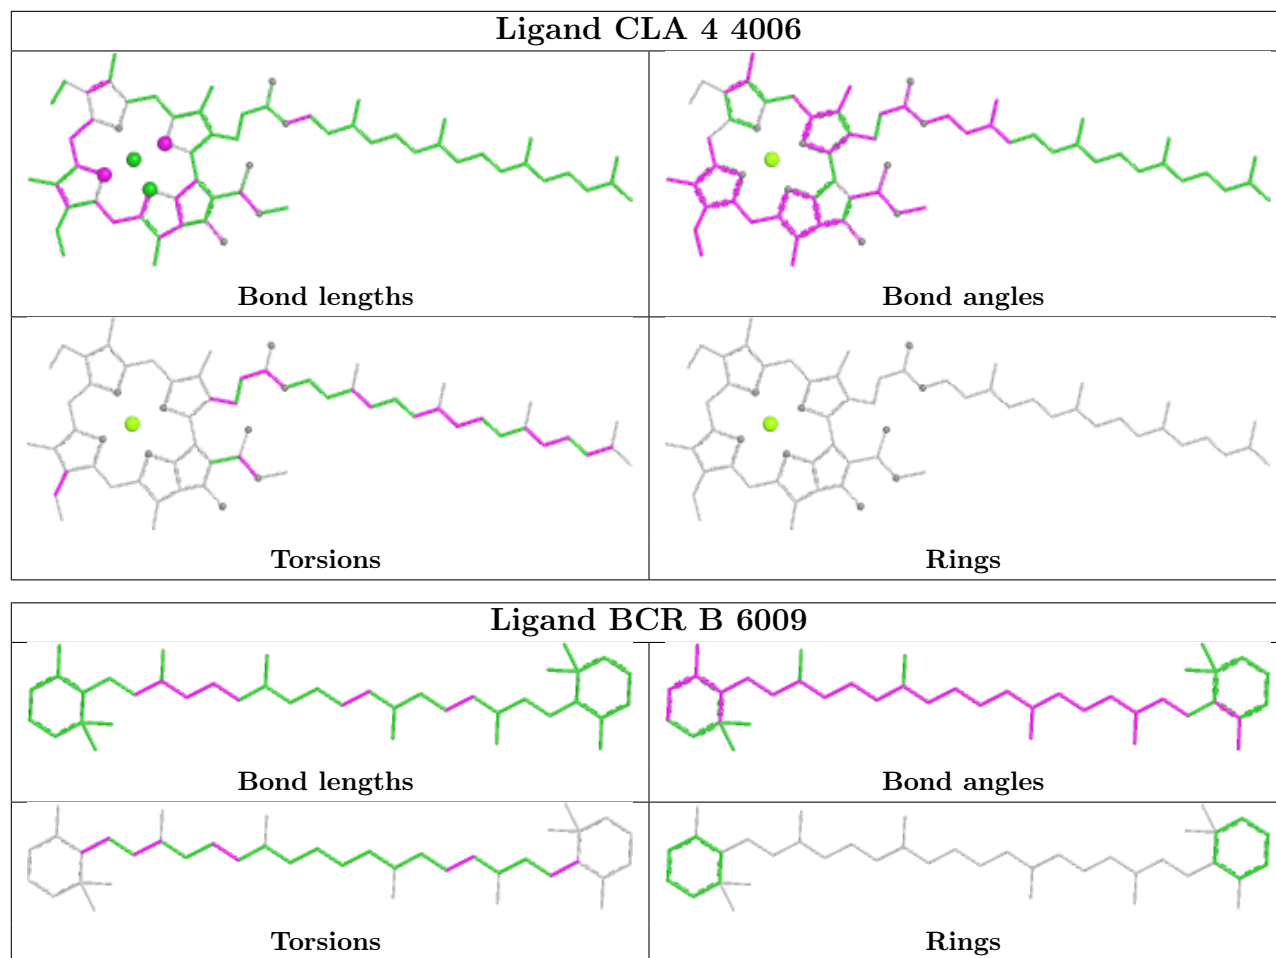 Ligand CLA 4 4006
Bond lengths
Bond angles
Torsions
Rings
Ligand BCR B 6009
Bond lengths
Bond angles
Torsions
Rings